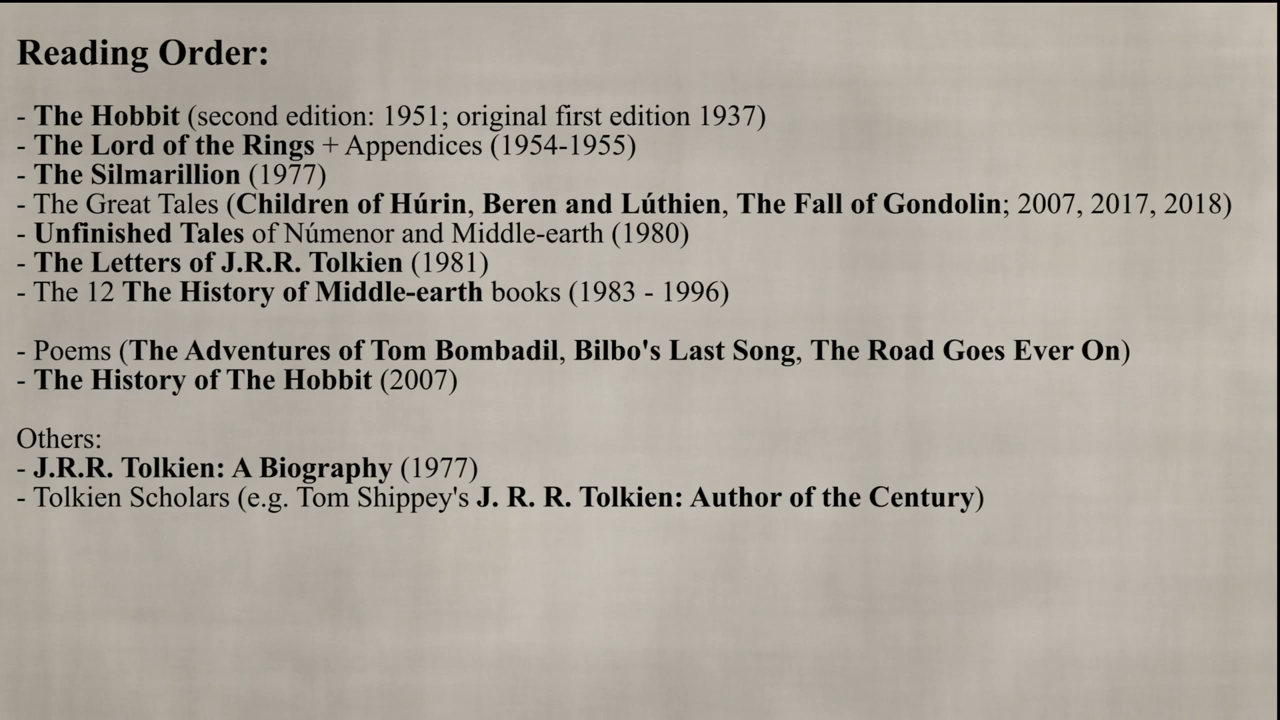 Reading Order:
- The Hobbit (second edition: 1951; original first edition 1937)
- The Lord of the Rings + Appendices (1954-1955)
- The Silmarillion (1977)
- The Great Tales (Children of Húrin, Beren and Lúthien, The Fall of Gondolin; 2007, 2017, 2018)
- Unfinished Tales of Númenor and Middle-earth (1980)
- The Letters of J.R.R. Tolkien (1981)
- The 12 The History of Middle-earth books (1983 - 1996)
- Poems (The Adventures of Tom Bombadil, Bilbo's Last Song, The Road Goes Ever On)
- The History of The Hobbit (2007)
Others:
- J.R.R. Tolkien: A Biography (1977)
- Tolkien Scholars (e.g. Tom Shippey's J. R. R. Tolkien: Author of the Century)